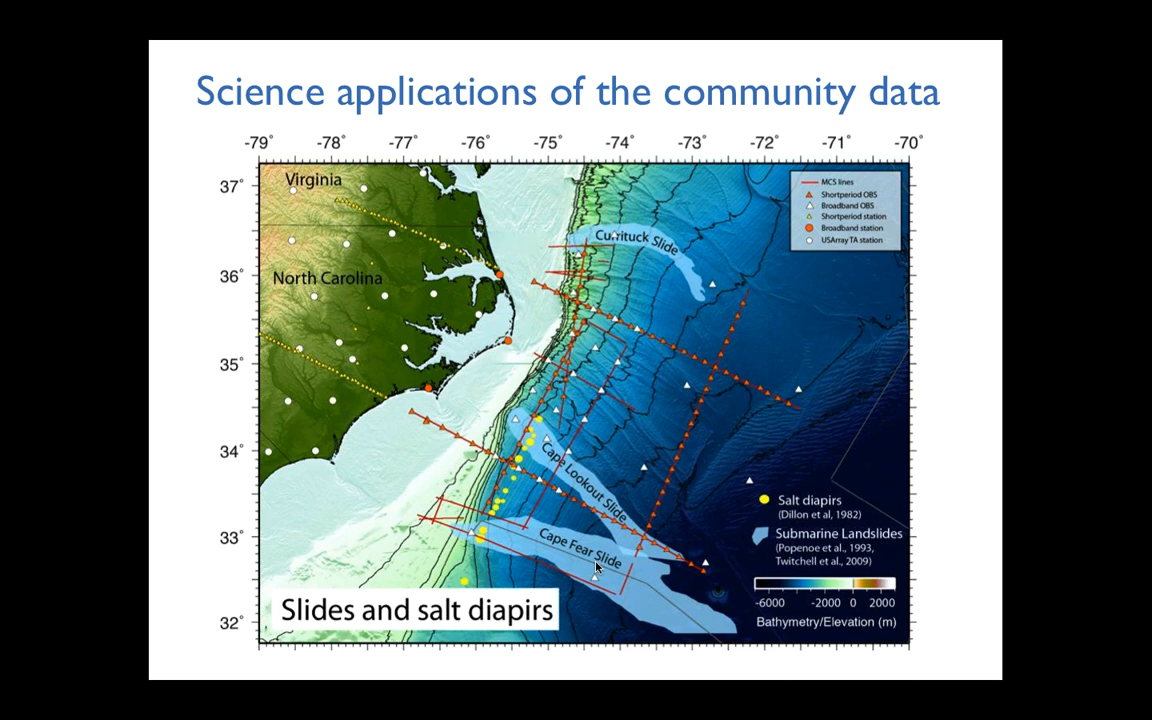 Science applications of the community data
-79° -78° -77° -76° -75° -74° -73° -72° -71° -70°
37°
36°
35°
34°
33°
32°
Virginia
North Carolina
Currituck Slide
Cape Lookout Slide
Cape Fear Slide
MCS lines
Shortperiod OBS
Broadband OBS
Shortperiod station
Broadband station
USArray TA station
Salt diapirs
(Dillon et al, 1982)
Submarine Landslides
(Popenoe et al., 1993,
Twitchell et al., 2009)
-6000 -2000 0 2000
Bathymetry/Elevation (m)
Slides and salt diapirs